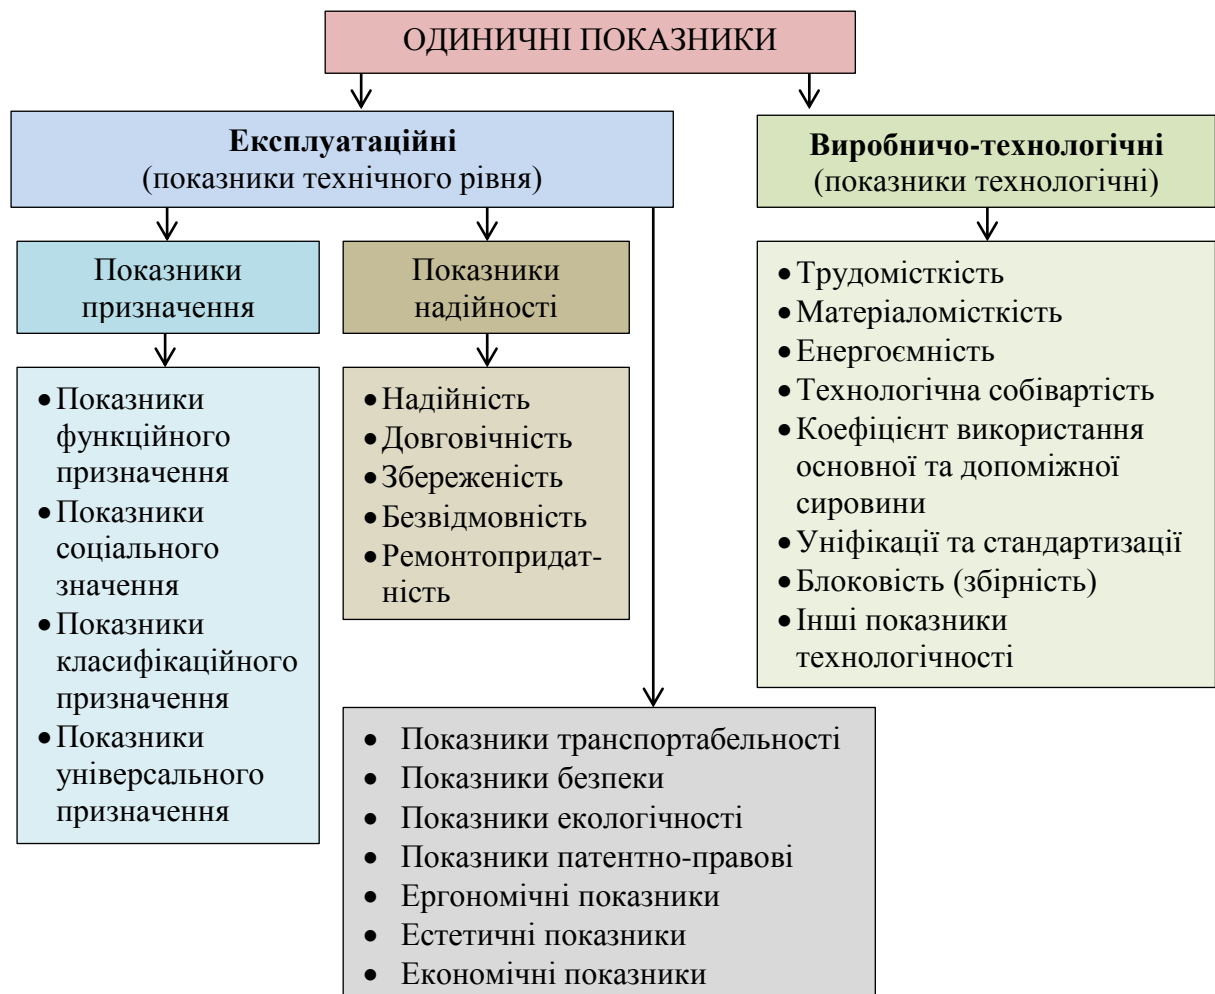 ОДИНИЧНІ ПОКАЗНИКИ
Експлуатаційні
(показники технічного рівня)
Виробничо-технологічні
(показники технологічні)
Показники
призначення
Показники
надійності
• Показники
функційного
призначення
• Показники
соціального
значення
• Показники
класифікаційного
призначення
• Показники
універсального
призначення
• Надійність
• Довговічність
• Збереженість
• Безвідмовність
• Ремонтопридат-
ність
• Трудомісткість
• Матеріаломісткість
• Енергоємність
• Технологічна собівартість
• Коефіцієнт використання
основної та допоміжної
сировини
• Уніфікації та стандартизації
• Блоковість (збірність)
• Інші показники
технологічності
• Показники транспортабельності
• Показники безпеки
• Показники екологічності
• Показники патентно-правові
• Ергономічні показники
• Естетичні показники
• Економічні показники